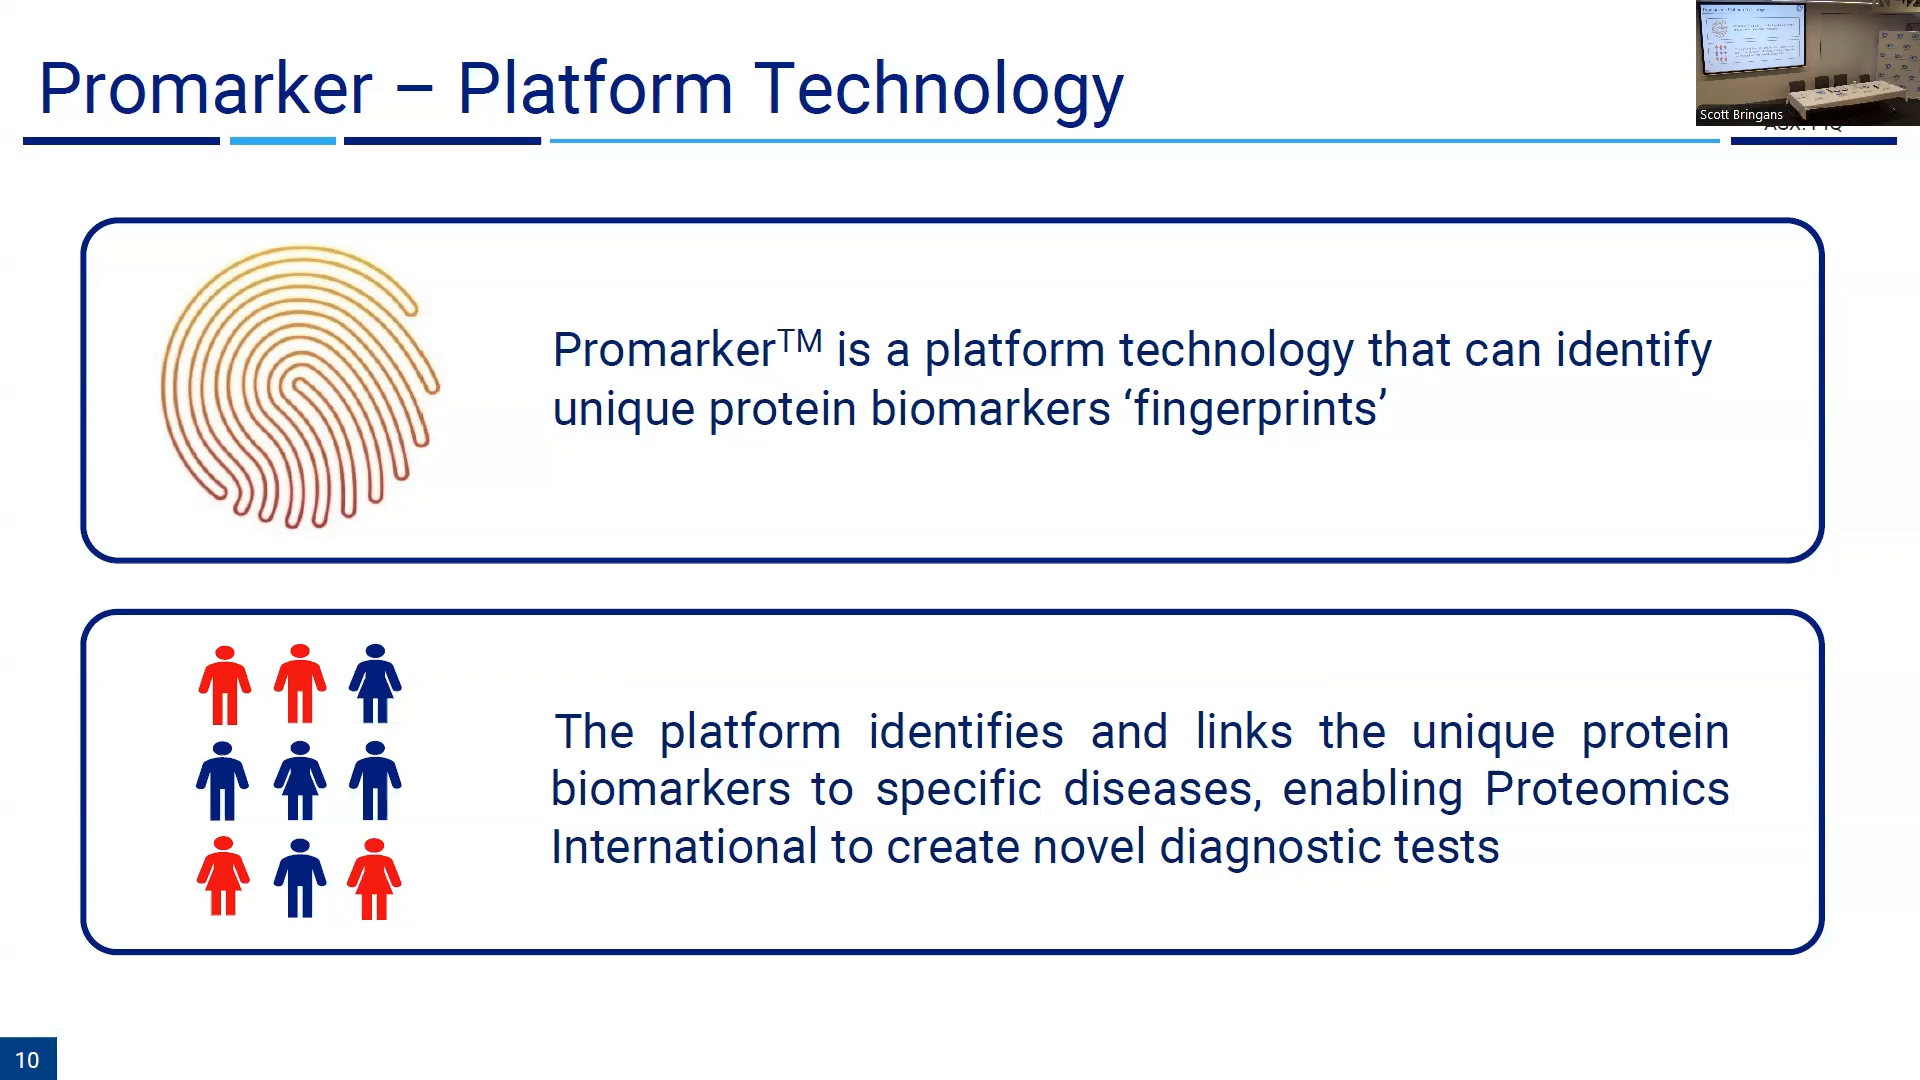 Promarker – Platform Technology
Scott Bringans
Promarker™ is a platform technology that can identify
unique protein biomarkers ‘fingerprints’
The platform identifies and links the unique protein
biomarkers to specific diseases, enabling Proteomics
International to create novel diagnostic tests
10